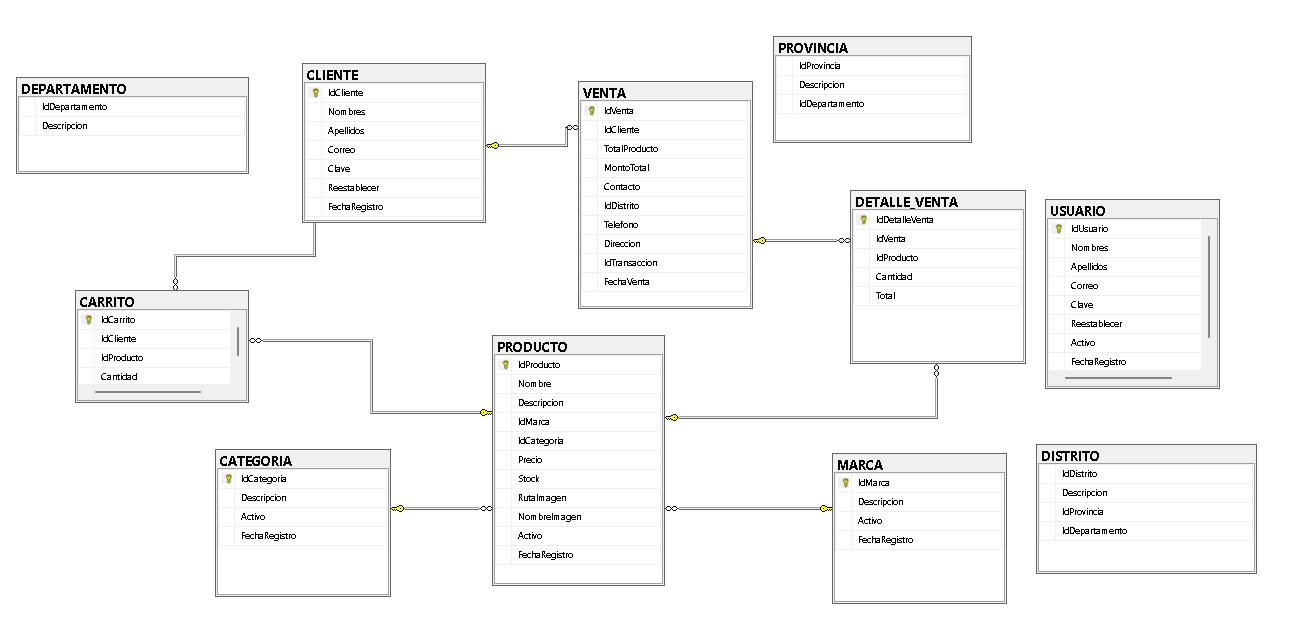 DEPARTAMENTO
IdDepartamento
Descripcion
CLIENTE
IdCliente
Nombres
Apellidos
Correo
Clave
Reestablecer
FechaRegistro
VENTA
IdVenta
IdCliente
TotalProducto
MontoTotal
Contacto
IdDistrito
Telefono
Direccion
IdTransaccion
FechaVenta
PROVINCIA
IdProvincia
Descripcion
IdDepartamento
DETALLE_VENTA
IdDetalleVenta
IdVenta
IdProducto
Cantidad
Total
USUARIO
IdUsuario
Nombres
Apellidos
Correo
Clave
Reestablecer
Activo
FechaRegistro
CARRITO
IdCarrito
IdCliente
IdProducto
Cantidad
PRODUCTO
IdProducto
Nombre
Descripcion
IdMarca
IdCategoria
Precio
Stock
RutaImagen
NombreImagen
Activo
FechaRegistro
CATEGORIA
IdCategoria
Descripcion
Activo
FechaRegistro
MARCA
IdMarca
Descripcion
Activo
FechaRegistro
DISTRITO
IdDistrito
Descripcion
IdProvincia
IdDepartamento